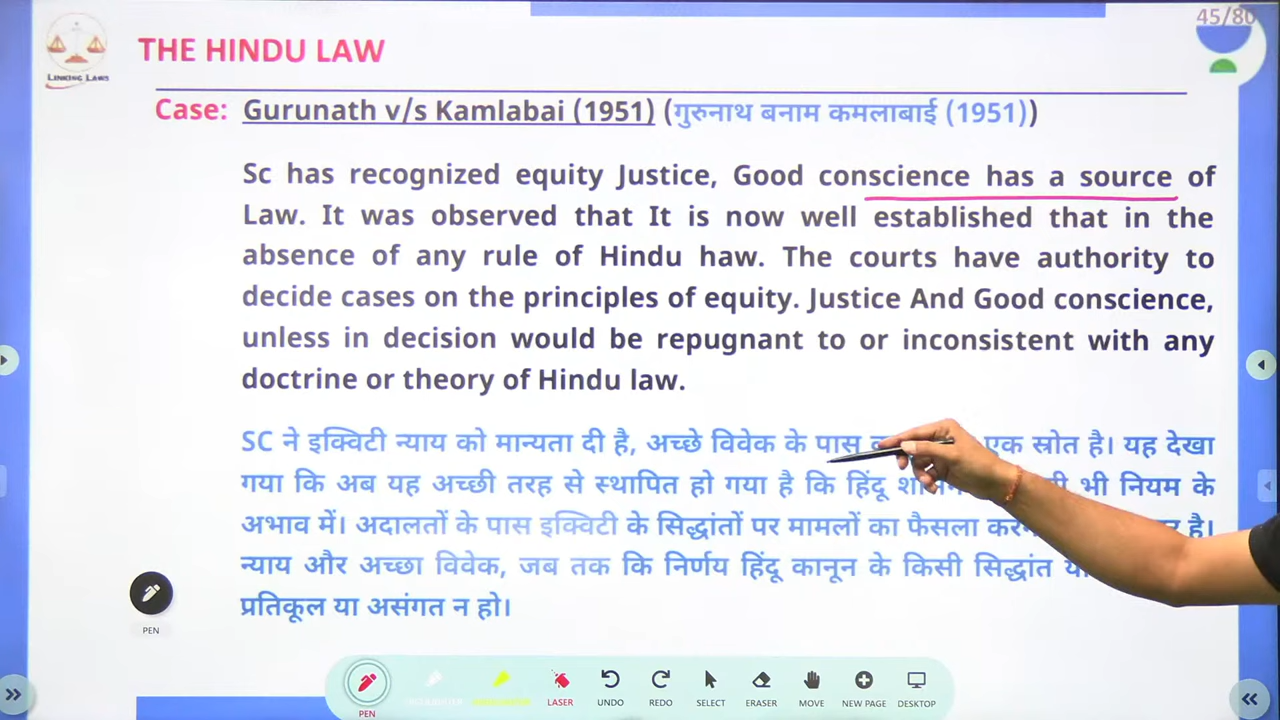 45/80
THE HINDU LAW
LINKING LAWS
Case: Gurunath v/s Kamlabai (1951) (गुरुनाथ बनाम कमलाबाई (1951))
Sc has recognized equity Justice, Good conscience has a source of
Law. It was observed that It is now well established that in the
absence of any rule of Hindu haw. The courts have authority to
decide cases on the principles of equity. Justice And Good conscience,
unless in decision would be repugnant to or inconsistent with any
doctrine or theory of Hindu law.
SC ने इक्विटी न्याय को मान्यता दी है, अच्छे विवेक के पास एक स्रोत है। यह देखा
गया कि अब यह अच्छी तरह से स्थापित हो गया है कि हिंदू भी नियम के
अभाव में। अदालतों के पास इक्विटी के सिद्धांतों पर मामलों का फैसला है।
न्याय और अच्छा विवेक, जब तक कि निर्णय हिंदू कानून के किसी सिद्धांत
प्रतिकूल या असंगत न हो।
PEN
PEN
LASER
UNDO
REDO
SELECT
ERASER
MOVE
NEW PAGE
DESKTOP